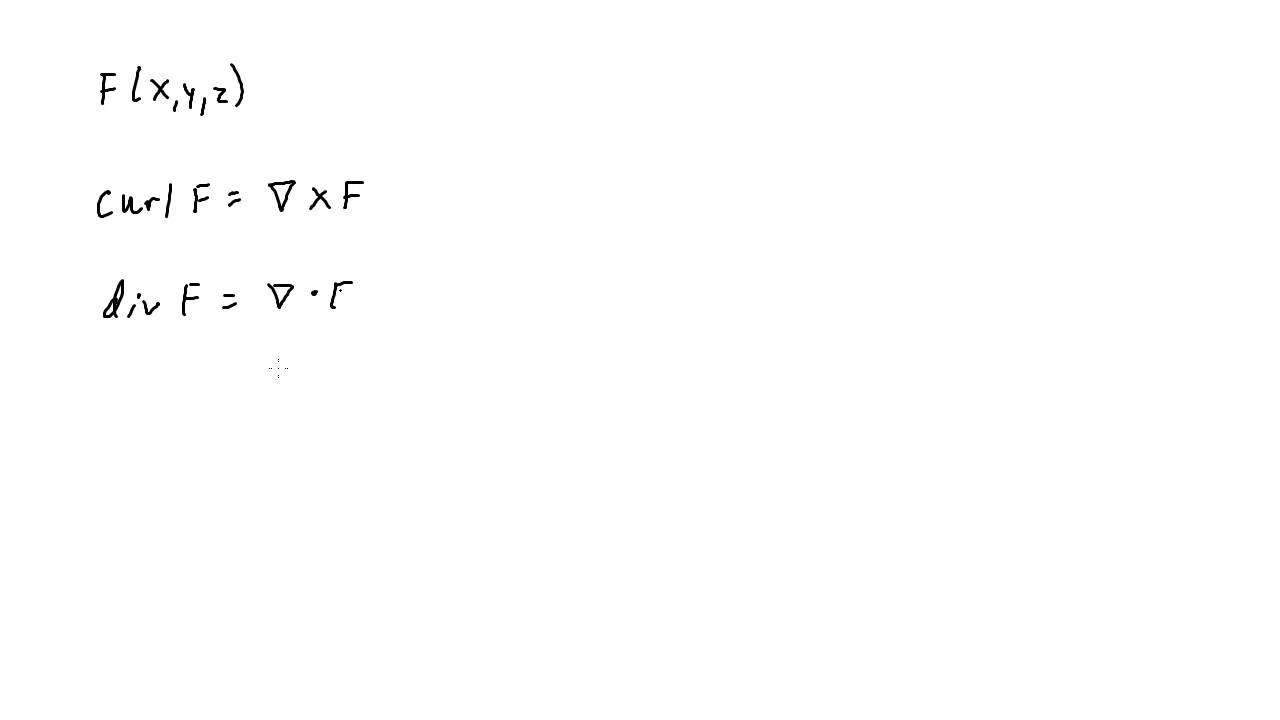 F(x,y,z)
curl F = ∇ × F
div F = ∇ · F